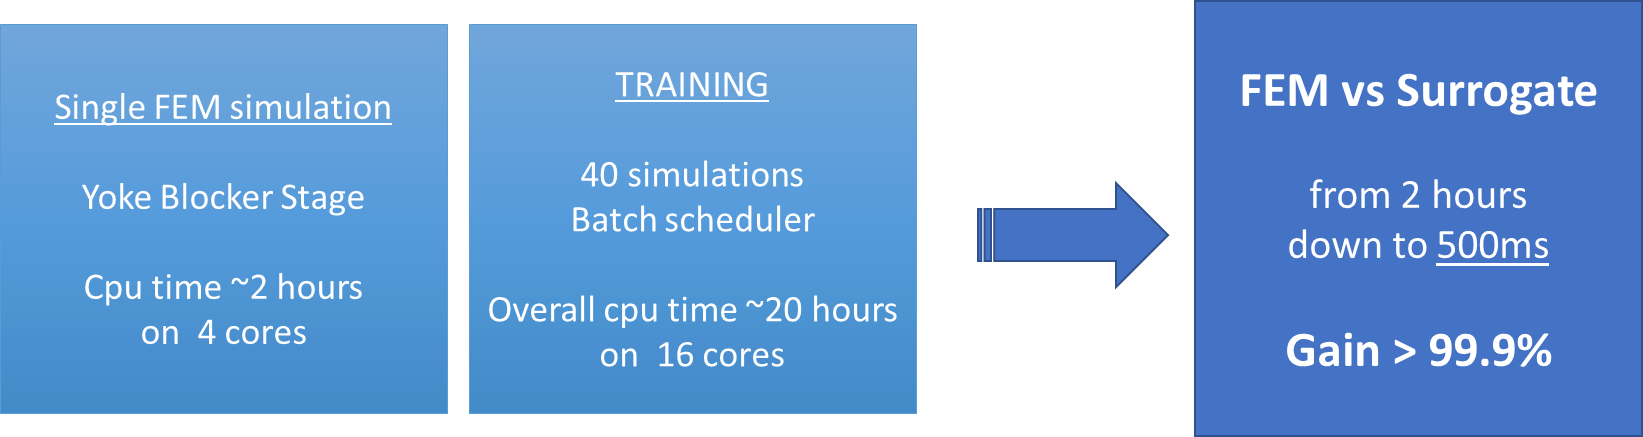 Single FEM simulation
Yoke Blocker Stage
Cpu time ~2 hours
on 4 cores
TRAINING
40 simulations
Batch scheduler
Overall cpu time ~20 hours
on 16 cores
FEM vs Surrogate
from 2 hours
down to 500ms
Gain > 99.9%